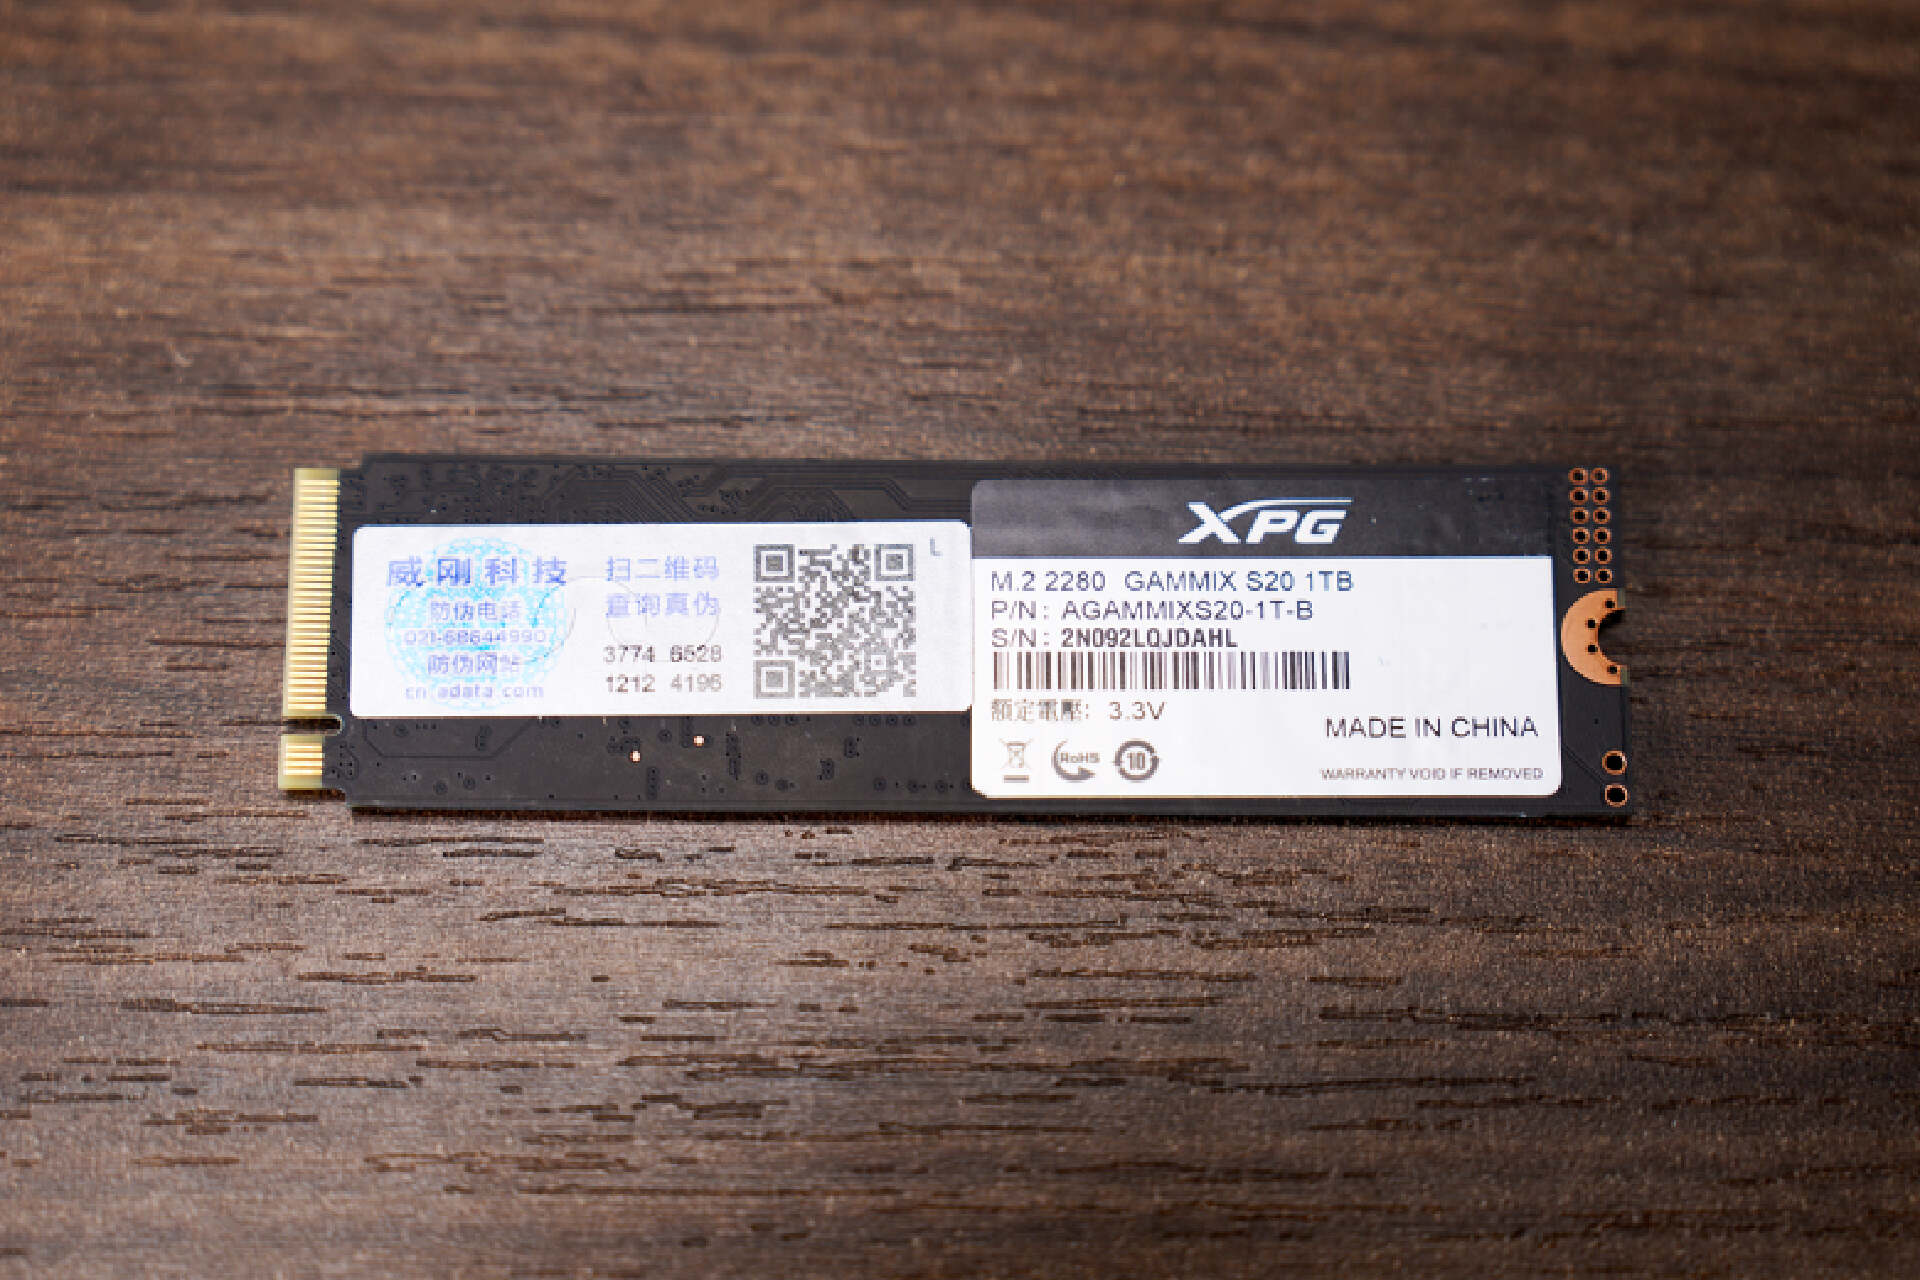 威刚科技
防伪电话
021-68644990
防伪网站
cn.adata.com
扫二维码
查询真伪
3774 6528
1212 4196
L
XPG
M.2 2280 GAMMIX S20 1TB
P/N: AGAMMIXS20-1T-B
S/N: 2N092LQJDAHL
額定電壓: 3.3V
RoHS
10
MADE IN CHINA
WARRANTY VOID IF REMOVED